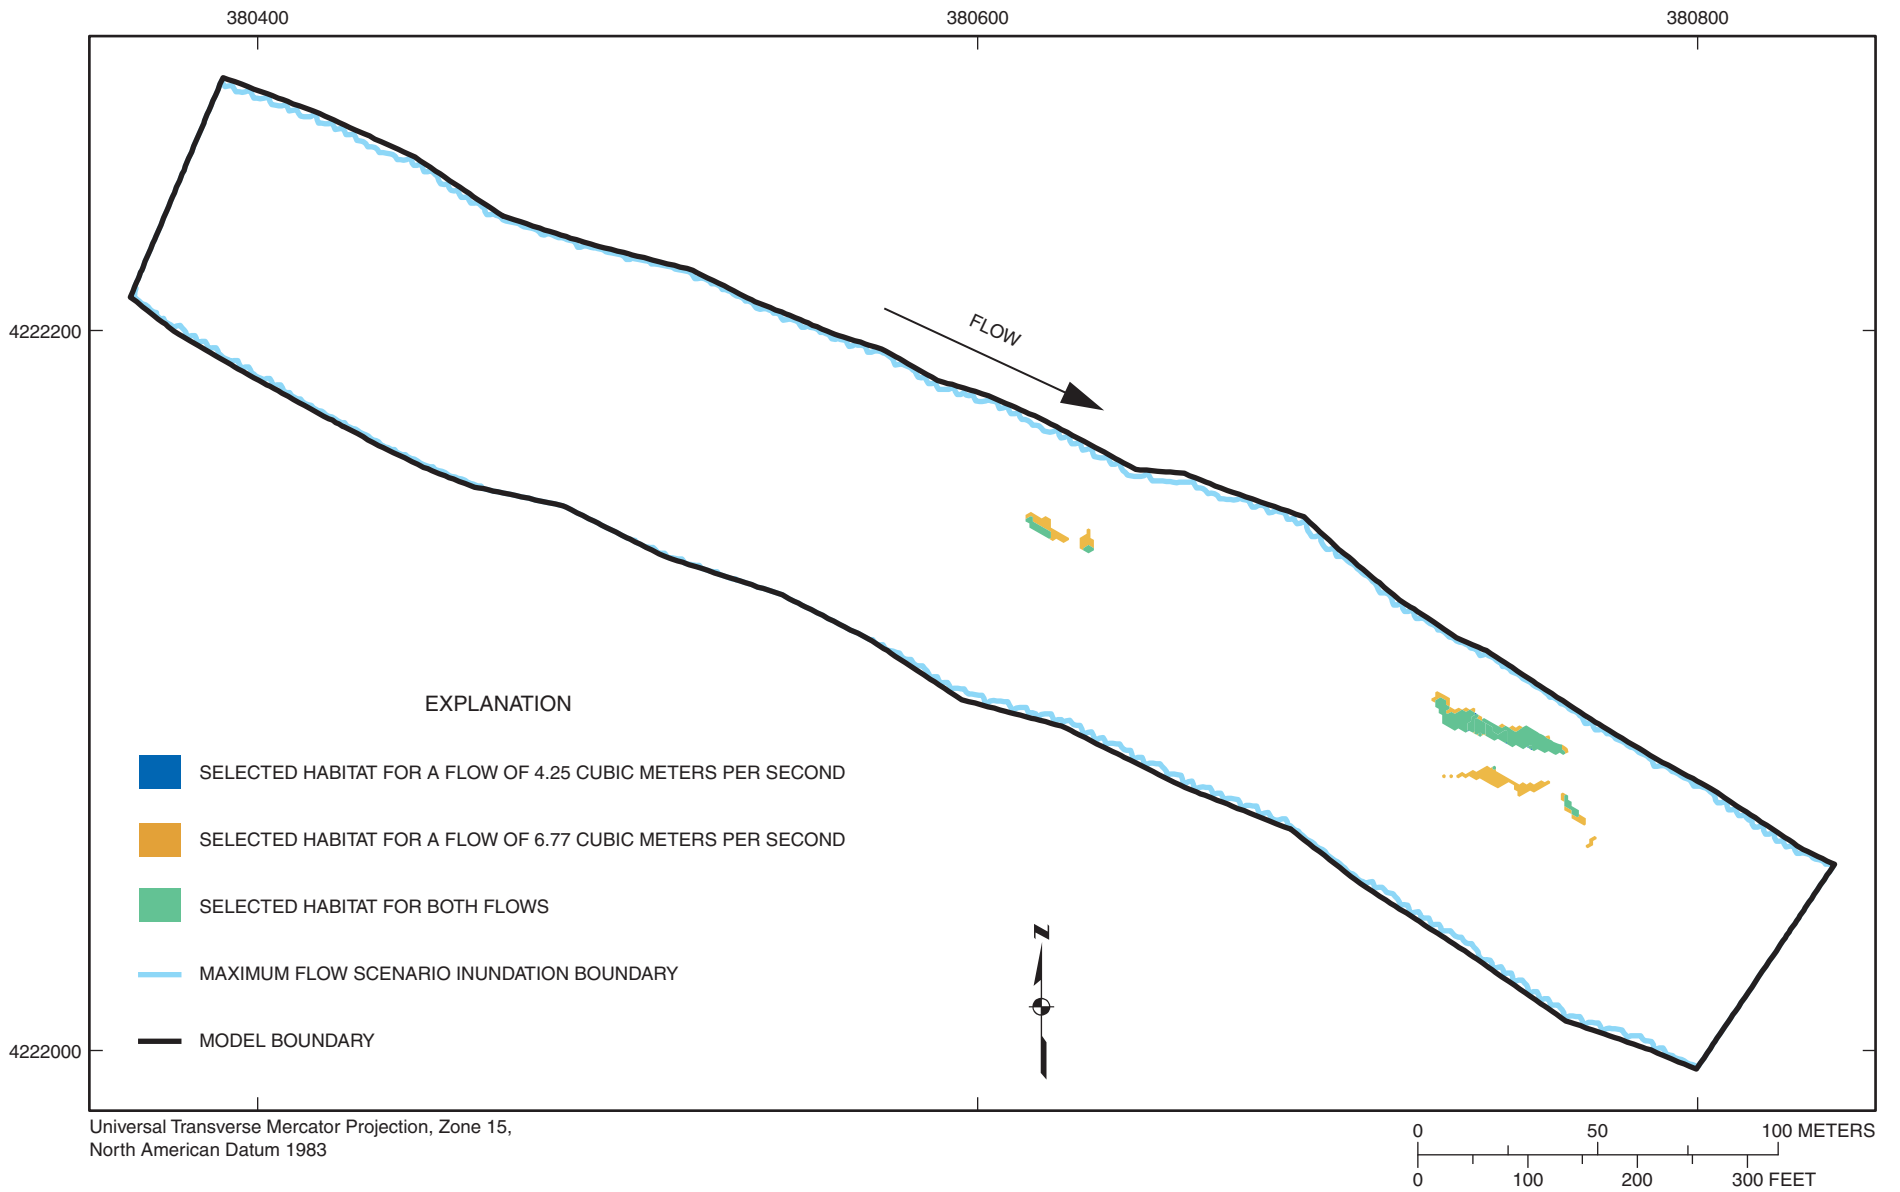 380400
380600
380800
FLOW
4222200
EXPLANATION
SELECTED HABITAT FOR A FLOW OF 4.25 CUBIC METERS PER SECOND
SELECTED HABITAT FOR A FLOW OF 6.77 CUBIC METERS PER SECOND
SELECTED HABITAT FOR BOTH FLOWS
MAXIMUM FLOW SCENARIO INUNDATION BOUNDARY
MODEL BOUNDARY
N
4222000
Universal Transverse Mercator Projection, Zone 15,
North American Datum 1983
0 50 100 METERS
0 100 200 300 FEET